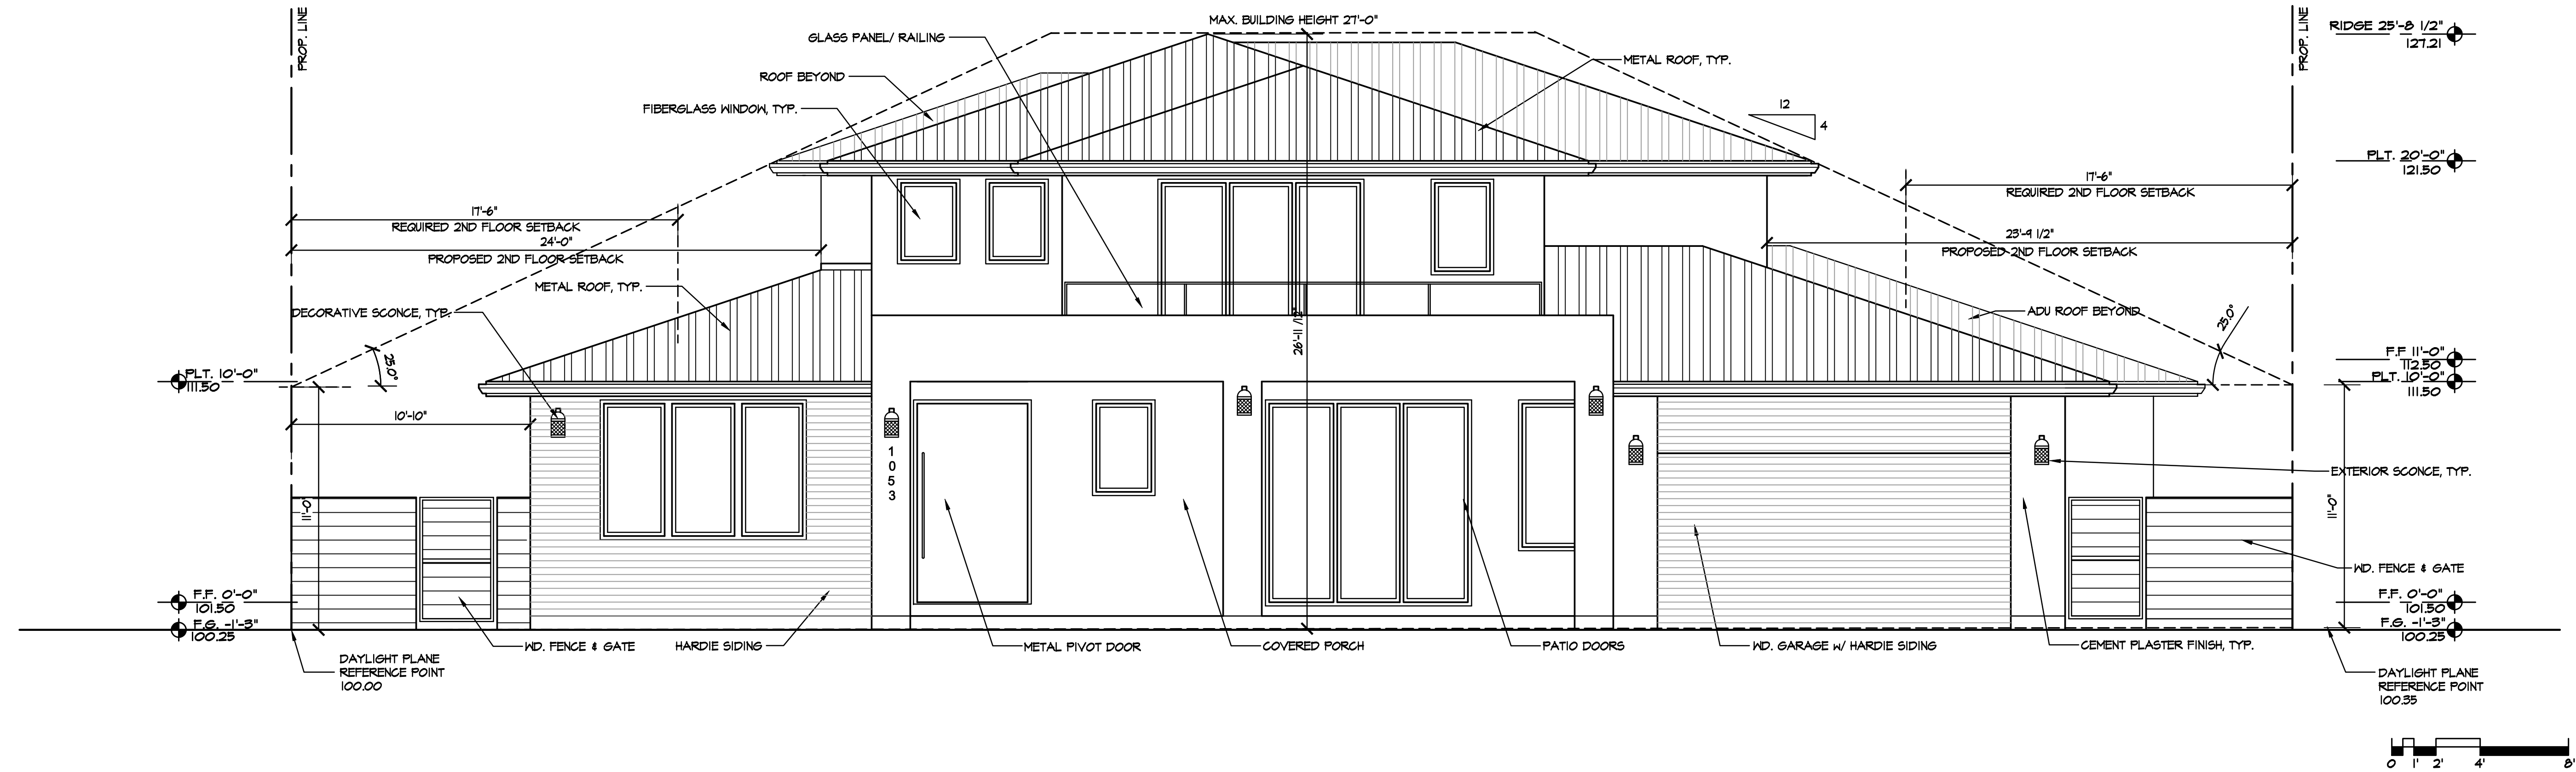 PROP. LINE
MAX. BUILDING HEIGHT 27'-0"
PROP. LINE
RIDGE 25'-8 1/2"
127.21
GLASS PANEL/ RAILING
ROOF BEYOND
METAL ROOF, TYP.
FIBERGLASS WINDOW, TYP.
12
4
PLT. 20'-0"
121.50
17'-6"
REQUIRED 2ND FLOOR SETBACK
24'-0"
PROPOSED 2ND FLOOR SETBACK
17'-6"
REQUIRED 2ND FLOOR SETBACK
23'-9 1/2"
PROPOSED 2ND FLOOR SETBACK
METAL ROOF, TYP.
DECORATIVE SCONCE, TYP.
ADU ROOF BEYOND
25.0°
25.0°
26'-11 /12"
F.F 11'-0"
112.50
PLT. 10'-0"
111.50
PLT. 10'-0"
111.50
10'-10"
1
0
5
3
EXTERIOR SCONCE, TYP.
11'-0"
11'-0"
WD. FENCE & GATE
F.F. 0'-0"
101.50
F.G. -1'-3"
100.25
F.F. 0'-0"
101.50
F.G. -1'-3"
100.25
WD. FENCE & GATE
HARDIE SIDING
METAL PIVOT DOOR
COVERED PORCH
PATIO DOORS
WD. GARAGE W/ HARDIE SIDING
CEMENT PLASTER FINISH, TYP.
DAYLIGHT PLANE
REFERENCE POINT
100.00
DAYLIGHT PLANE
REFERENCE POINT
100.35
0 1' 2' 4' 8'